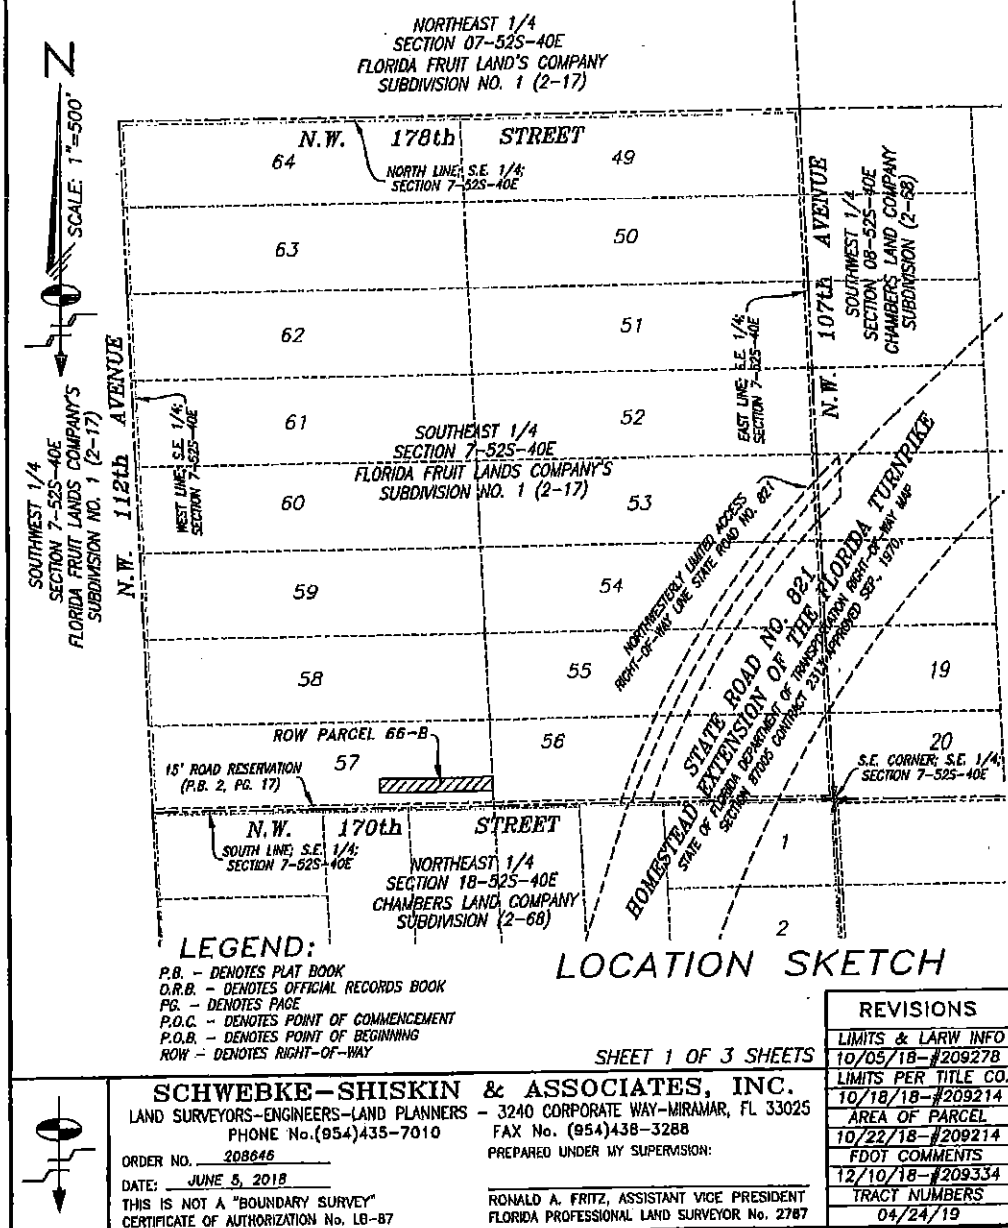 NORTHEAST 1/4
SECTION 07-52S-40E
FLORIDA FRUIT LAND'S COMPANY
SUBDIVISION NO. 1 (2-17)
Z
SCALE: 1"=500'
N.W. 178th STREET
NORTH LINE; S.E. 1/4;
SECTION 7-52S-40E
64
49
63
50
62
51
61
52
60
53
59
54
58
55
57
56
19
20
1
2
N.W. 107th AVENUE
SOUTHWEST 1/4
SECTION 08-52S-40E
CHAMBERS LAND COMPANY
SUBDIVISION (2-68)
EAST LINE; S.E. 1/4;
SECTION 7-52S-40E
N.W. 112th AVENUE
WEST LINE; S.E. 1/4;
SECTION 7-52S-40E
SOUTHWEST 1/4
SECTION 7-52S-40E
FLORIDA FRUIT LANDS COMPANY'S
SUBDIVISION NO. 1 (2-17)
SOUTHEAST 1/4
SECTION 7-52S-40E
FLORIDA FRUIT LANDS COMPANY'S
SUBDIVISION NO. 1 (2-17)
NORTHWESTERLY LIMITED ACCESS
RIGHT-OF-WAY LINE STATE ROAD NO. 821
STATE ROAD NO. 821
HOMESTEAD EXTENSION OF THE FLORIDA TURNRIKE
STATE OF FLORIDA DEPARTMENT OF TRANSPORTATION RIGHT-OF-WAY MAP
SECTION 87005 CONTRACT 2313 APPROVED SEP., 1970
ROW PARCEL 66-B
15' ROAD RESERVATION
(P.B. 2, PG. 17)
S.E. CORNER; S.E. 1/4;
SECTION 7-52S-40E
N.W. 170th STREET
SOUTH LINE; S.E. 1/4;
SECTION 7-52S-40E
NORTHEAST 1/4
SECTION 18-52S-40E
CHAMBERS LAND COMPANY
SUBDIVISION (2-68)
LEGEND:
P.B. - DENOTES PLAT BOOK
O.R.B. - DENOTES OFFICIAL RECORDS BOOK
PG. - DENOTES PAGE
P.O.C. - DENOTES POINT OF COMMENCEMENT
P.O.B. - DENOTES POINT OF BEGINNING
ROW - DENOTES RIGHT-OF-WAY
LOCATION SKETCH
SHEET 1 OF 3 SHEETS
REVISIONS
LIMITS & LARW INFO
10/05/18-#209278
LIMITS PER TITLE CO.
10/18/18-#209214
AREA OF PARCEL
10/22/18-#209214
FDOT COMMENTS
12/10/18-#209334
TRACT NUMBERS
04/24/19
SCHWEBKE-SHISKIN & ASSOCIATES, INC.
LAND SURVEYORS-ENGINEERS-LAND PLANNERS - 3240 CORPORATE WAY-MIRAMAR, FL 33025
PHONE No.(954)435-7010 FAX No. (954)438-3288
ORDER NO. 208646
PREPARED UNDER MY SUPERVISION:
DATE: JUNE 5, 2018
THIS IS NOT A "BOUNDARY SURVEY"
CERTIFICATE OF AUTHORIZATION No. LB-87
RONALD A. FRITZ, ASSISTANT VICE PRESIDENT
FLORIDA PROFESSIONAL LAND SURVEYOR No. 2767